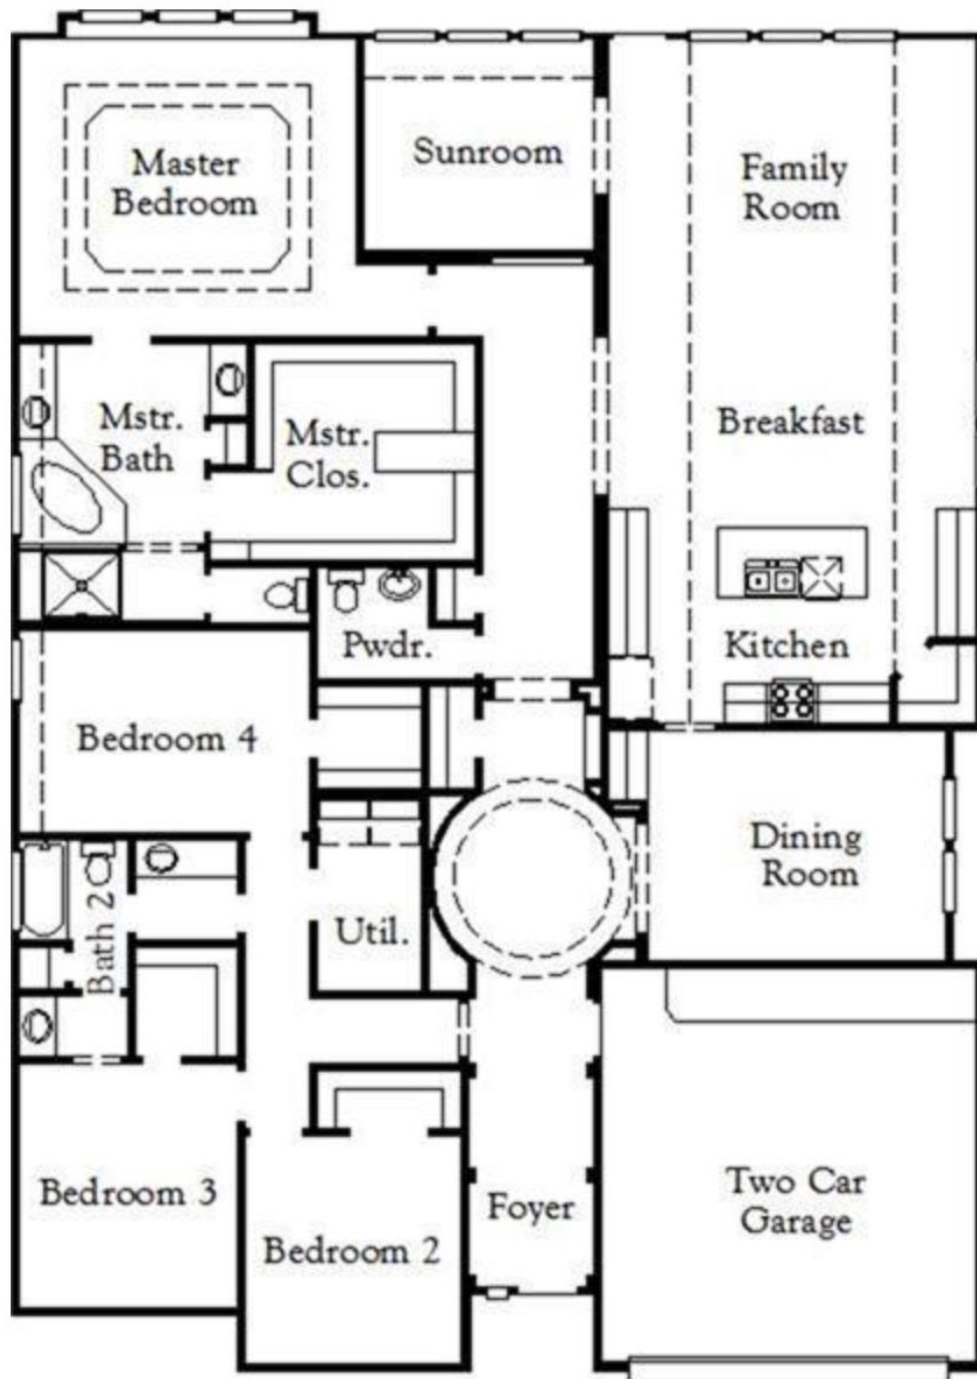 Master
Bedroom
Sunroom
Family
Room
Mstr.
Bath
Mstr.
Clos.
Breakfast
Pwdr.
Kitchen
Bedroom 4
Dining
Room
Util.
Bath 2
Bedroom 3
Bedroom 2
Foyer
Two Car
Garage